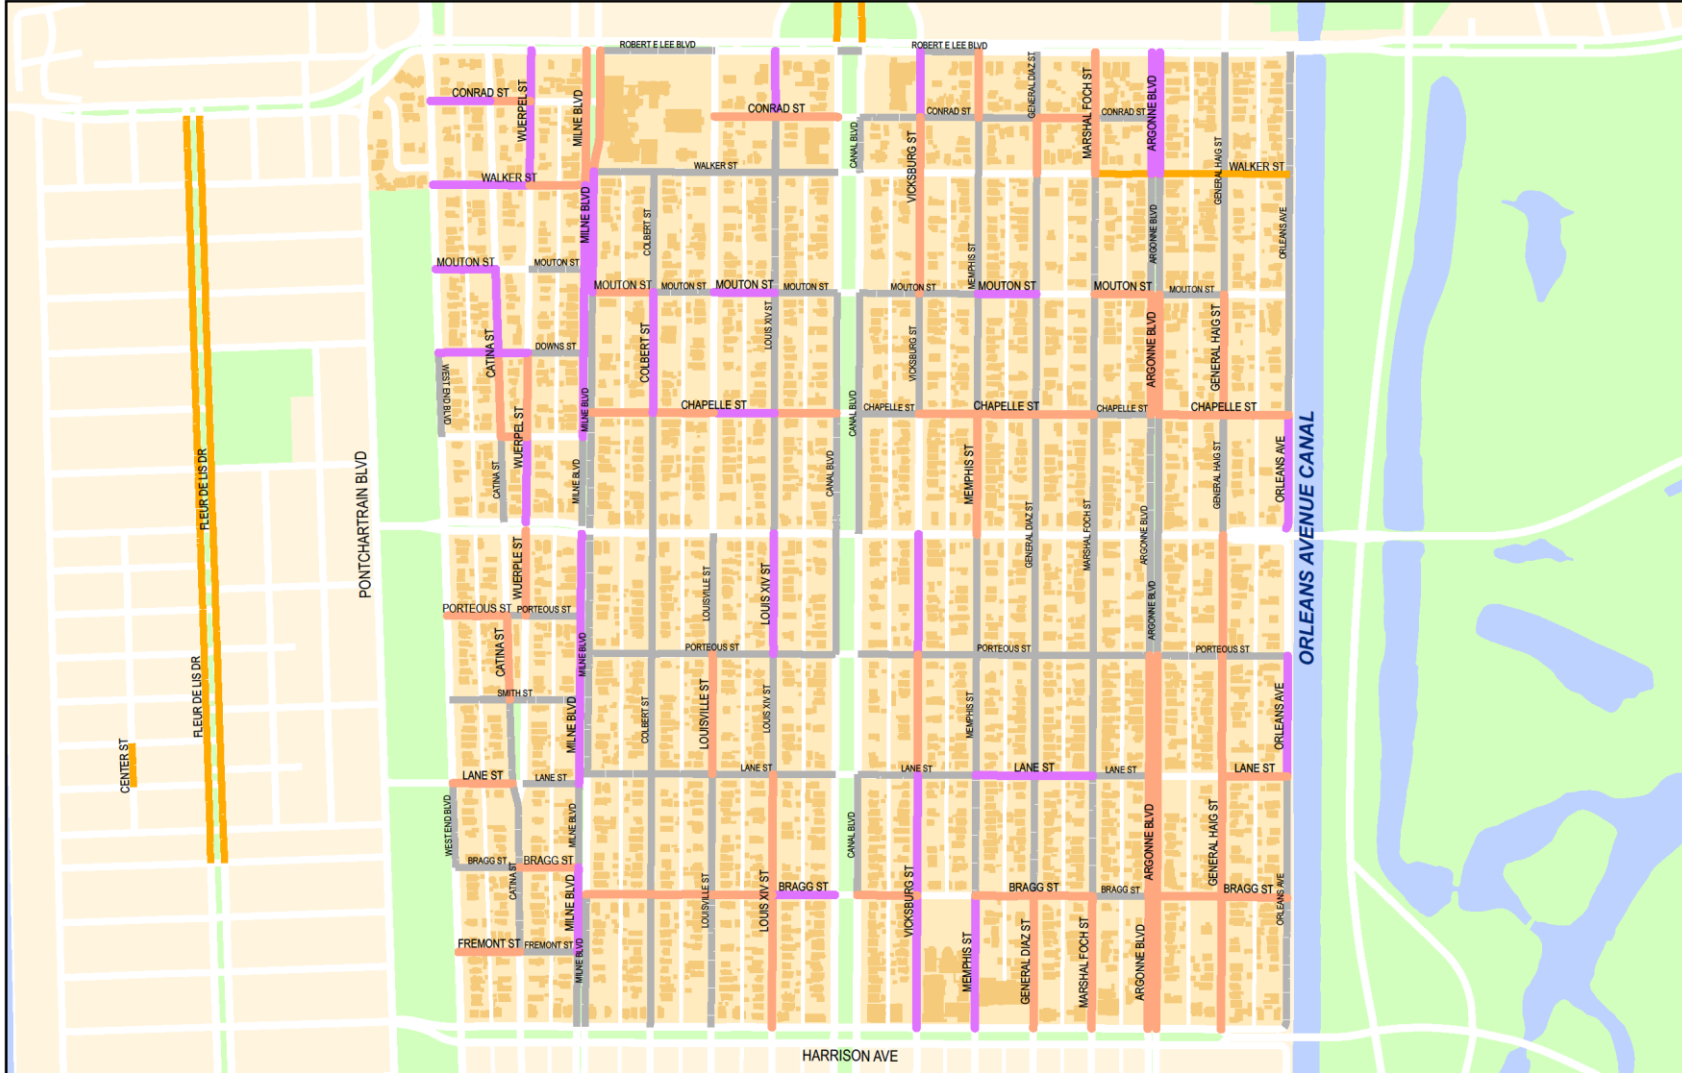 ROBERT E LEE BLVD
ROBERT E LEE BLVD
GENERAL DIAZ ST
CONRAD ST
WUERPEL ST
MILNE BLVD
CONRAD ST
CANAL BLVD
CONRAD ST
MARSHAL FOCH ST
CONRAD ST
ARGONNE BLVD
WALKER ST
WALKER ST
VICKSBURG ST
GENERAL HAIG ST
WALKER ST
MILNE BLVD
COLBERT ST
ARGONNE BLVD
ORLEANS AVE
MOUTON ST
MOUTON ST
MEMPHIS ST
MOUTON ST
MOUTON ST
MOUTON ST
MOUTON ST
MOUTON ST
MOUTON ST
MOUTON ST
MOUTON ST
CATINA ST
DOWNS ST
COLBERT ST
LOUIS XIV ST
VICKSBURG ST
ARGONNE BLVD
GENERAL HAIG ST
WEST END BLVD
MILNE BLVD
CHAPELLE ST
CANAL BLVD
CHAPELLE ST
CHAPELLE ST
CHAPELLE ST
CHAPELLE ST
WUERPEL ST
FLEUR DE LIS DR
PONTCHARTRAIN BLVD
CATINA ST
MILNE BLVD
CANAL BLVD
MEMPHIS ST
GENERAL HAIG ST
ORLEANS AVE
ORLEANS AVENUE CANAL
WUERPLE ST
LOUISVILLE ST
LOUIS XIV ST
GENERAL DIAZ ST
MARSHAL FOCH ST
ARGONNE BLVD
ARGONNE BLVD
PORTEOUS ST
PORTEOUS ST
CATINA ST
MILNE BLVD
PORTEOUS ST
PORTEOUS ST
PORTEOUS ST
FLEUR DE LIS DR
SMITH ST
MILNE BLVD
COLBERT ST
LOUISVILLE ST
LOUIS XIV ST
MEMPHIS ST
ORLEANS AVE
CENTER ST
LANE ST
LANE ST
LANE ST
LANE ST
LANE ST
LANE ST
LANE ST
WEST END BLVD
MILNE BLVD
CANAL BLVD
ARGONNE BLVD
GENERAL HAIG ST
BRAGG ST
BRAGG ST
CATINA ST
MILNE BLVD
LOUISVILLE ST
LOUIS XIV ST
BRAGG ST
VICKSBURG ST
BRAGG ST
BRAGG ST
BRAGG ST
ORLEANS AVE
FREMONT ST
FREMONT ST
MILNE BLVD
MEMPHIS ST
GENERAL DIAZ ST
MARSHAL FOCH ST
ARGONNE BLVD
HARRISON AVE